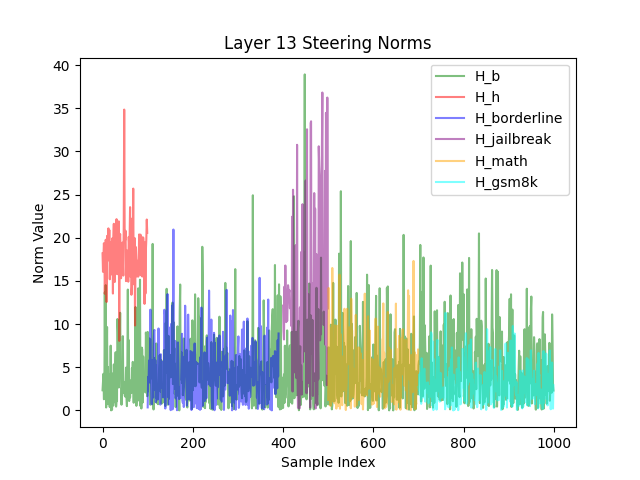 Layer 13 Steering Norms
40
35
30
25
20
15
10
5
0
Norm Value
0
200
400
600
800
1000
Sample Index
H_b
H_h
H_borderline
H_jailbreak
H_math
H_gsm8k